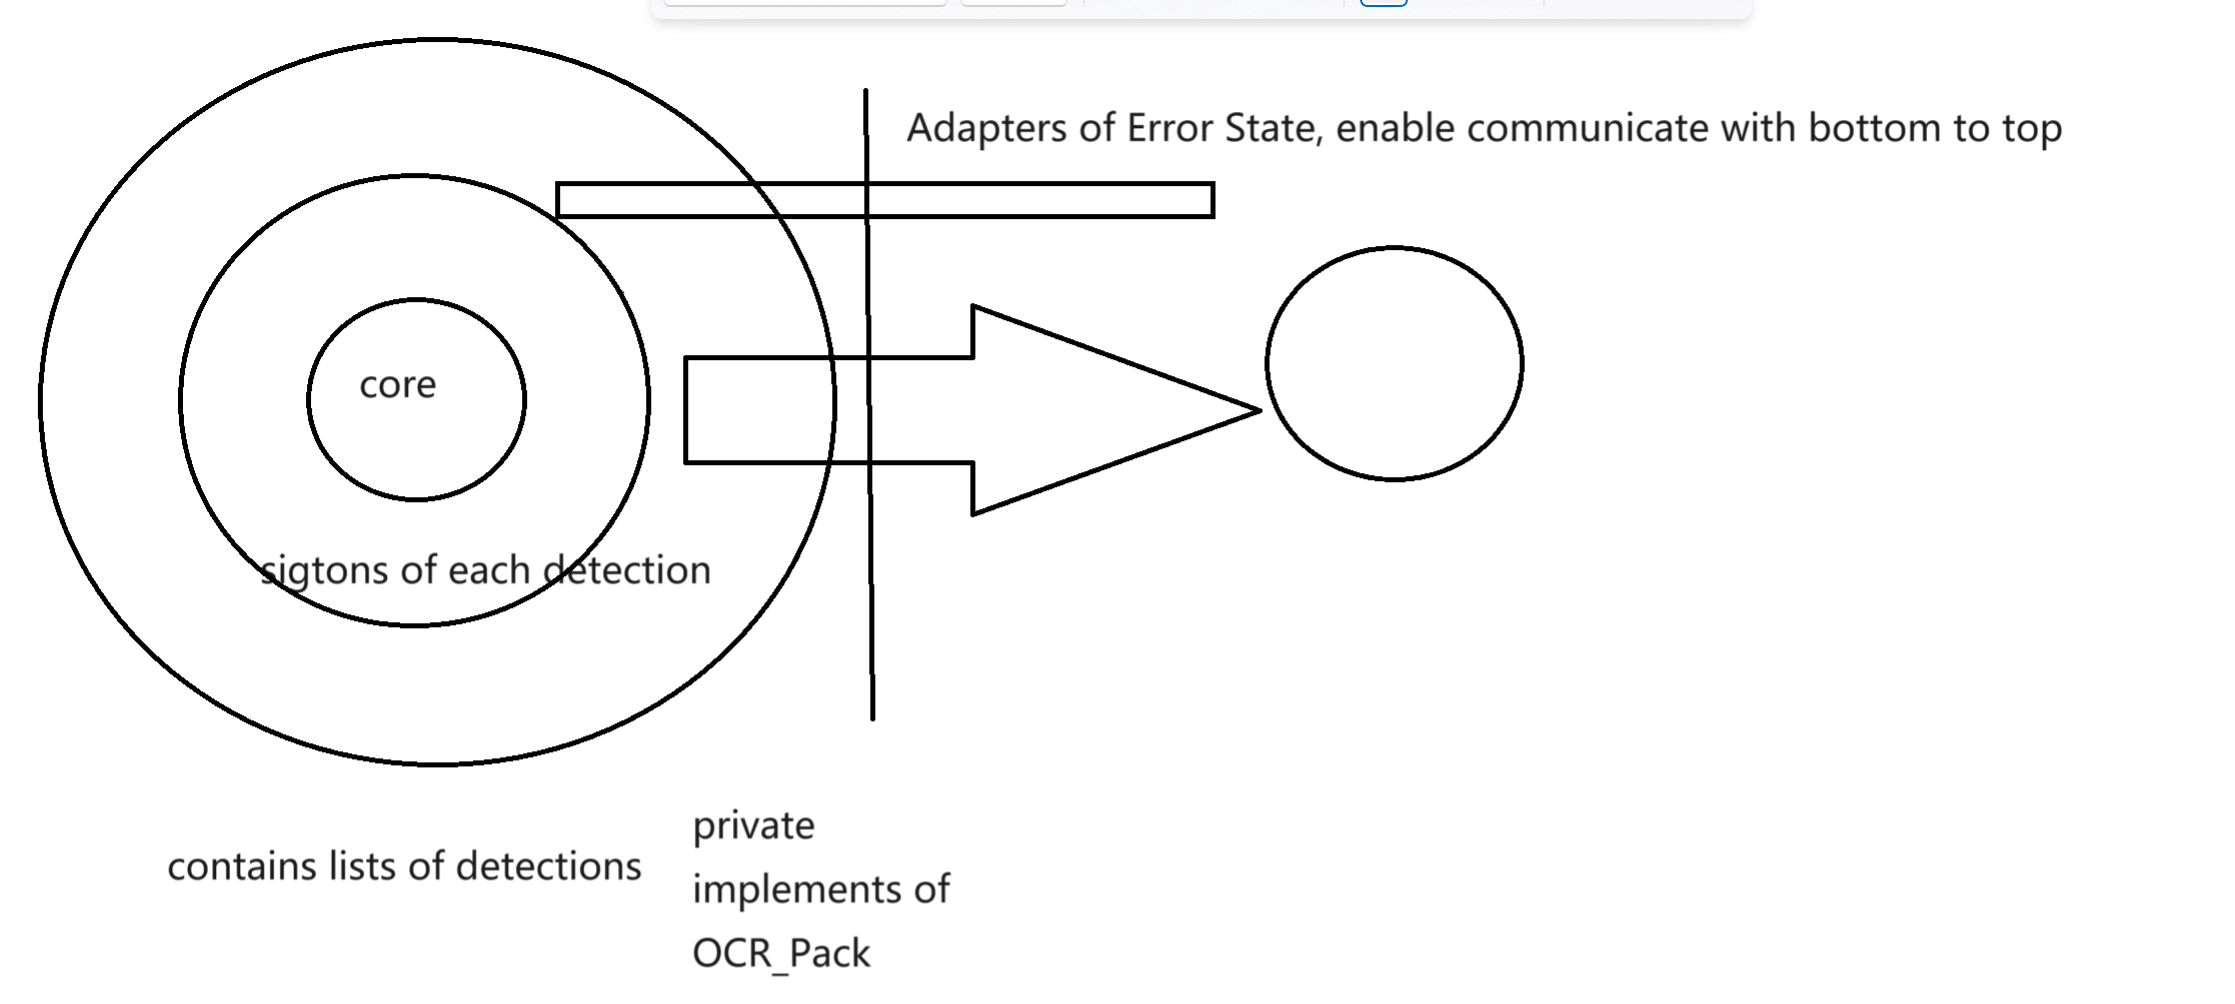 Adapters of Error State, enable communicate with bottom to top
core
sigtons of each detection
contains lists of detections
private
implements of
OCR_Pack